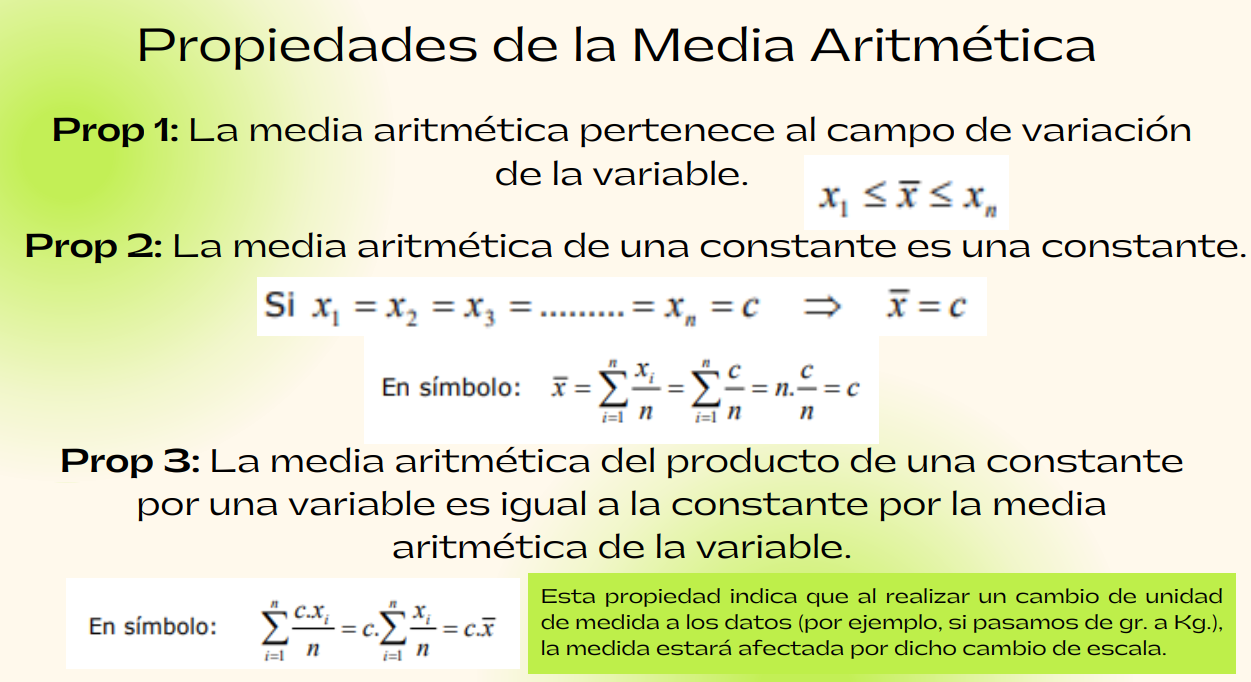 Propiedades de la Media Aritmética
Prop 1: La media aritmética pertenece al campo de variación
de la variable.
x₁ ≤ x̄ ≤ xₙ
Prop 2: La media aritmética de una constante es una constante.
Si x₁ = x₂ = x₃ = ......... = xₙ = c ⇒ x̄ = c
En símbolo: x̄ = ∑_{i=1}^{n} xᵢ/n = ∑_{i=1}^{n} c/n = n.c/n = c
Prop 3: La media aritmética del producto de una constante
por una variable es igual a la constante por la media
aritmética de la variable.
En símbolo: ∑_{i=1}^{n} c.xᵢ/n = c.∑_{i=1}^{n} xᵢ/n = c.x̄
Esta propiedad indica que al realizar un cambio de unidad
de medida a los datos (por ejemplo, si pasamos de gr. a Kg.),
la medida estará afectada por dicho cambio de escala.